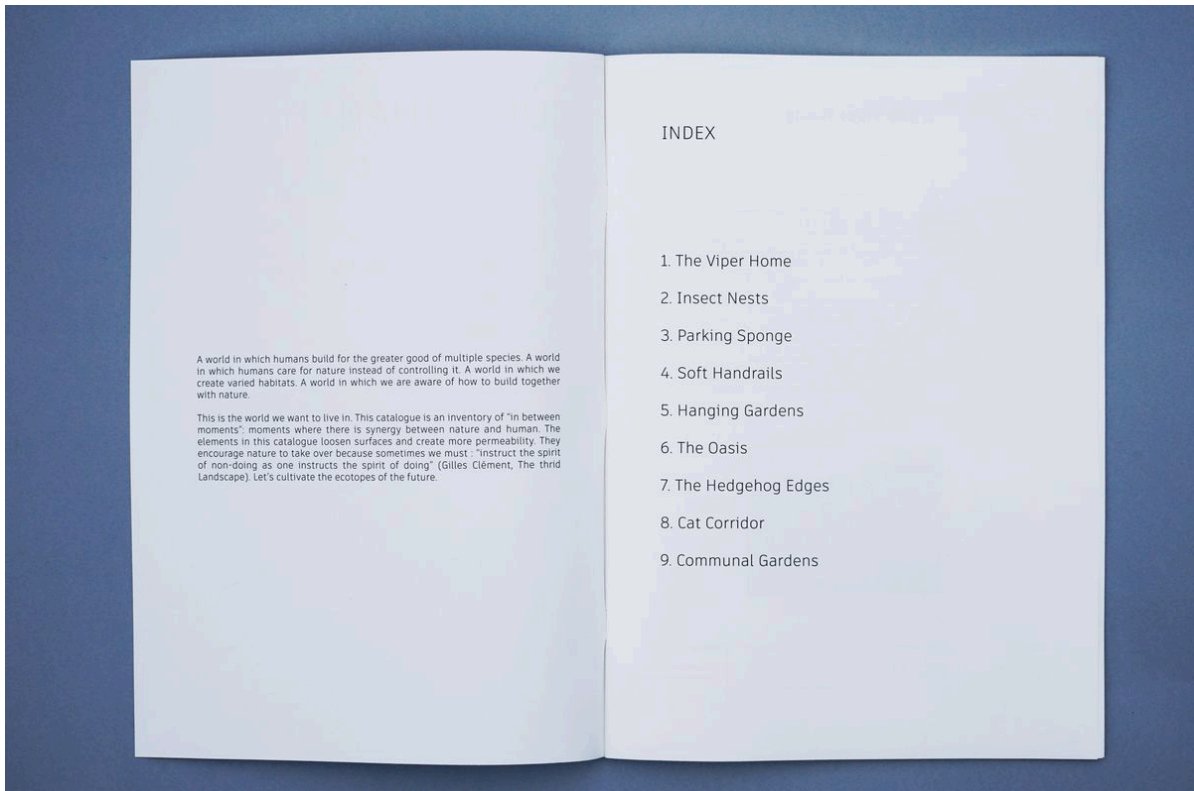 A world in which humans build for the greater good of multiple species. A world
in which humans care for nature instead of controlling it. A world in which we
create varied habitats. A world in which we are aware of how to build together
with nature.
This is the world we want to live in. This catalogue is an inventory of "in between
moments": moments where there is synergy between nature and human. The
elements in this catalogue loosen surfaces and create more permeability. They
encourage nature to take over because sometimes we must : "instruct the spirit
of non-doing as one instructs the spirit of doing" (Gilles Clément, The thrid
Landscape). Let's cultivate the ecotopes of the future.
INDEX
1. The Viper Home
2. Insect Nests
3. Parking Sponge
4. Soft Handrails
5. Hanging Gardens
6. The Oasis
7. The Hedgehog Edges
8. Cat Corridor
9. Communal Gardens